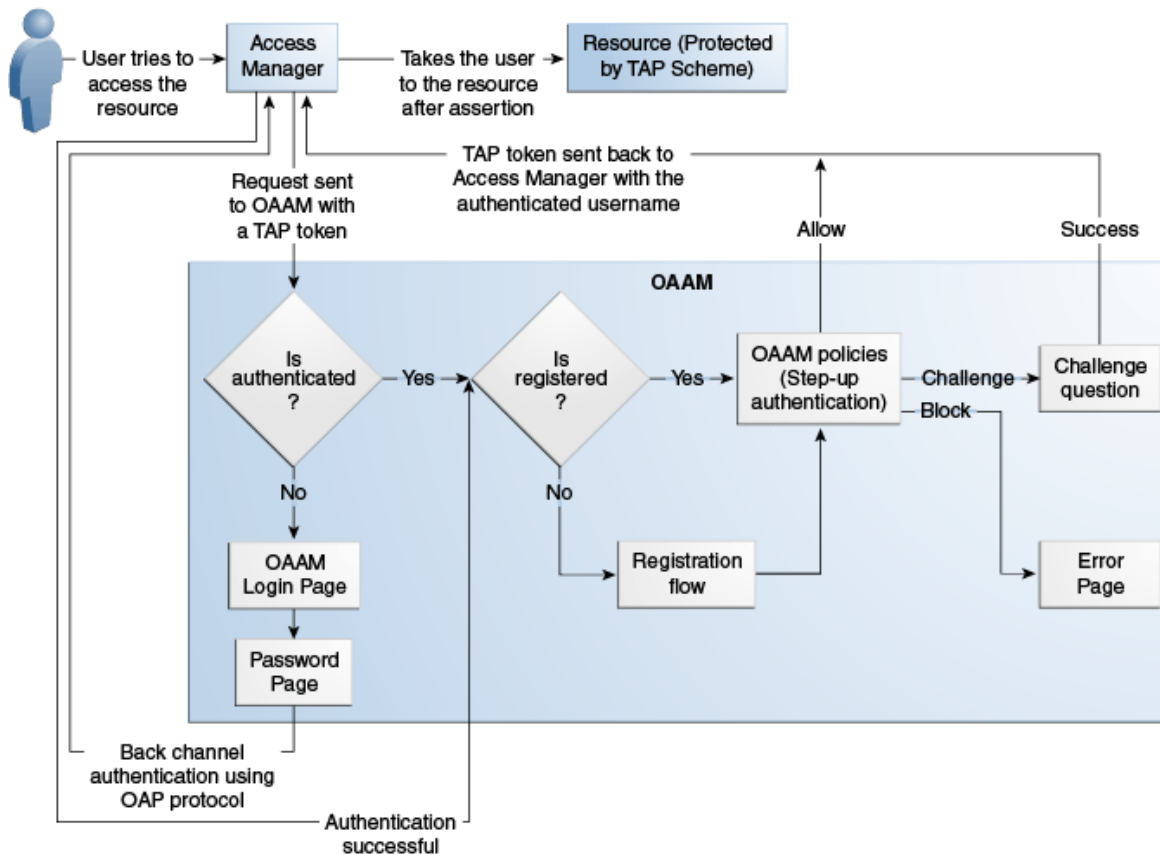 User tries to
access the
resource
Access
Manager
Takes the user
to the resource
after assertion
Resource (Protected
by TAP Scheme)
Request sent
to OAAM with
a TAP token
TAP token sent back to
Access Manager with the
authenticated username
Allow
Success
OAAM
Is
authenticated
?
Yes
Is
registered
?
Yes
OAAM policies
(Step-up
authentication)
Challenge
Block
Challenge
question
No
No
OAAM
Login Page
Registration
flow
Error
Page
Password
Page
Back channel
authentication using
OAP protocol
Authentication
successful